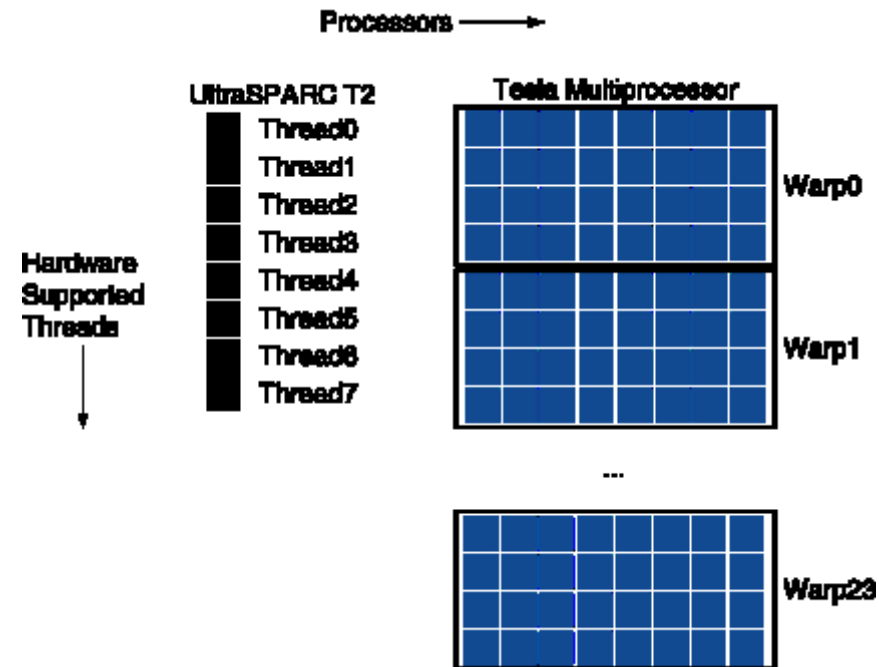 Processors
UltraSPARC T2
Tesla Multiprocessor
Thread0
Thread1
Thread2
Thread3
Thread4
Thread5
Thread6
Thread7
Hardware
Supported
Threads
Warp0
Warp1
...
Warp23